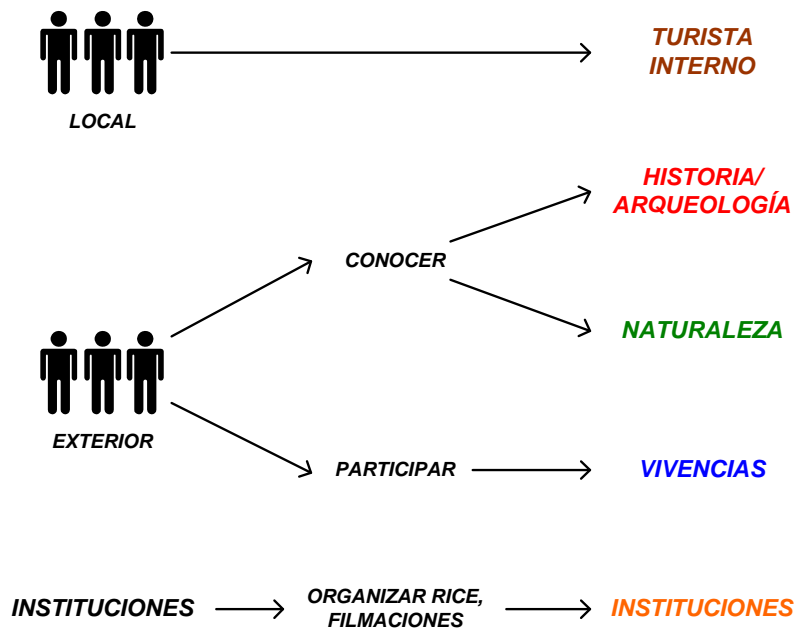 TURISTA
INTERNO
LOCAL
HISTORIA/
ARQUEOLOGÍA
CONOCER
NATURALEZA
EXTERIOR
PARTICIPAR
VIVENCIAS
INSTITUCIONES
ORGANIZAR RICE,
FILMACIONES
INSTITUCIONES